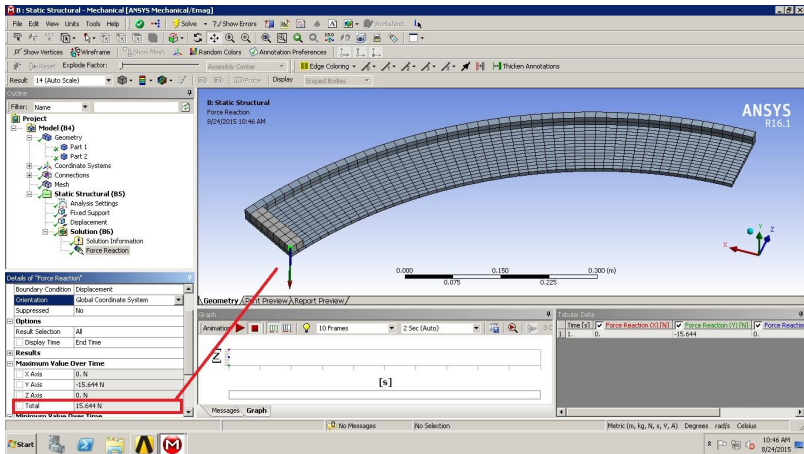 B : Static Structural - Mechanical [ANSYS Mechanical/Emag]
File Edit View Units Tools Help Solve ?/ Show Errors Worksheet
Show Vertices Wireframe Show Mesh Random Colors Annotation Preferences
Reset Explode Factor: Assembly Center Edge Coloring Thicken Annotations
Result 14 (Auto Scale) Probe Display Scoped Bodies
Outline
Filter: Name
Project
Model (B4)
Geometry
Part 1
Part 2
Coordinate Systems
Connections
Mesh
Static Structural (B5)
Analysis Settings
Fixed Support
Displacement
Solution (B6)
Solution Information
Force Reaction
B: Static Structural
Force Reaction
8/24/2015 10:46 AM
ANSYS
R16.1
Y
Z
X
0.000 0.150 0.300 (m)
0.075 0.225
Geometry Print Preview Report Preview
Details of "Force Reaction"
Boundary Condition Displacement
Orientation Global Coordinate System
Suppressed No
Options
Result Selection All
Display Time End Time
Results
Maximum Value Over Time
X Axis 0. N
Y Axis -15.644 N
Z Axis 0. N
Total 15.644 N
Minimum Value Over Time
Graph
Animation 10 Frames 2 Sec (Auto)
[s]
Messages Graph
Tabular Data
Time [s] Force Reaction (X) [N] Force Reaction (Y) [N] Force Reactio
1 1. 0. -15.644 0.
No Messages No Selection Metric (m, kg, N, s, V, A) Degrees rad/s Celsius
Start
10:46 AM
8/24/2015